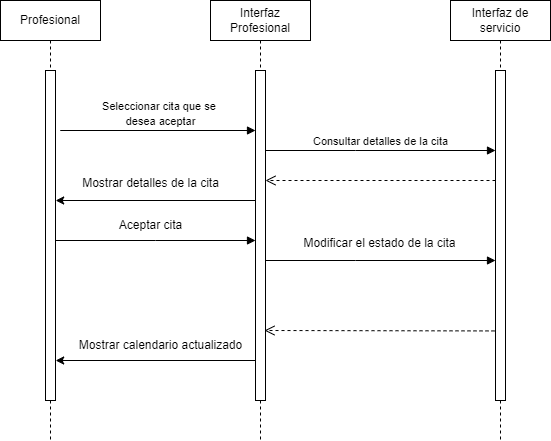 Profesional
Interfaz
Profesional
Interfaz de
servicio
Seleccionar cita que se
desea aceptar
Consultar detalles de la cita
Mostrar detalles de la cita
Aceptar cita
Modificar el estado de la cita
Mostrar calendario actualizado